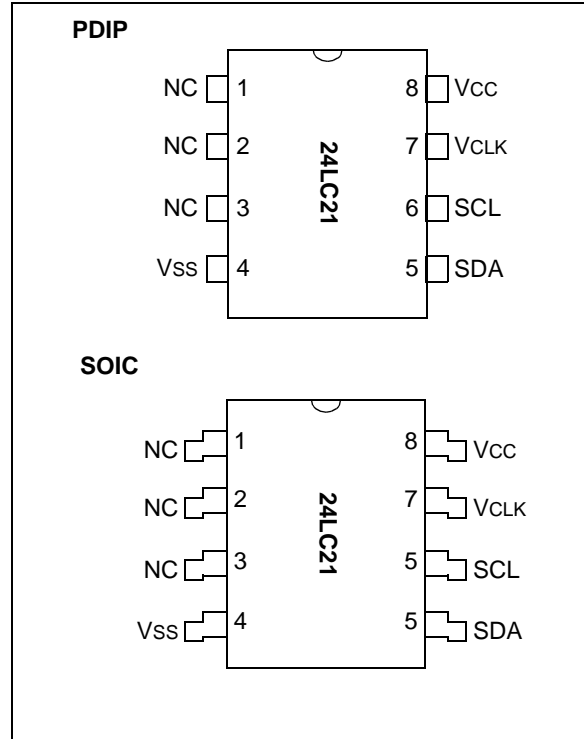 PDIP
NC 1 8 VCC
NC 2 7 VCLK
NC 3 6 SCL
VSS 4 5 SDA
24LC21
SOIC
NC 1 8 VCC
NC 2 7 VCLK
NC 3 5 SCL
VSS 4 5 SDA
24LC21